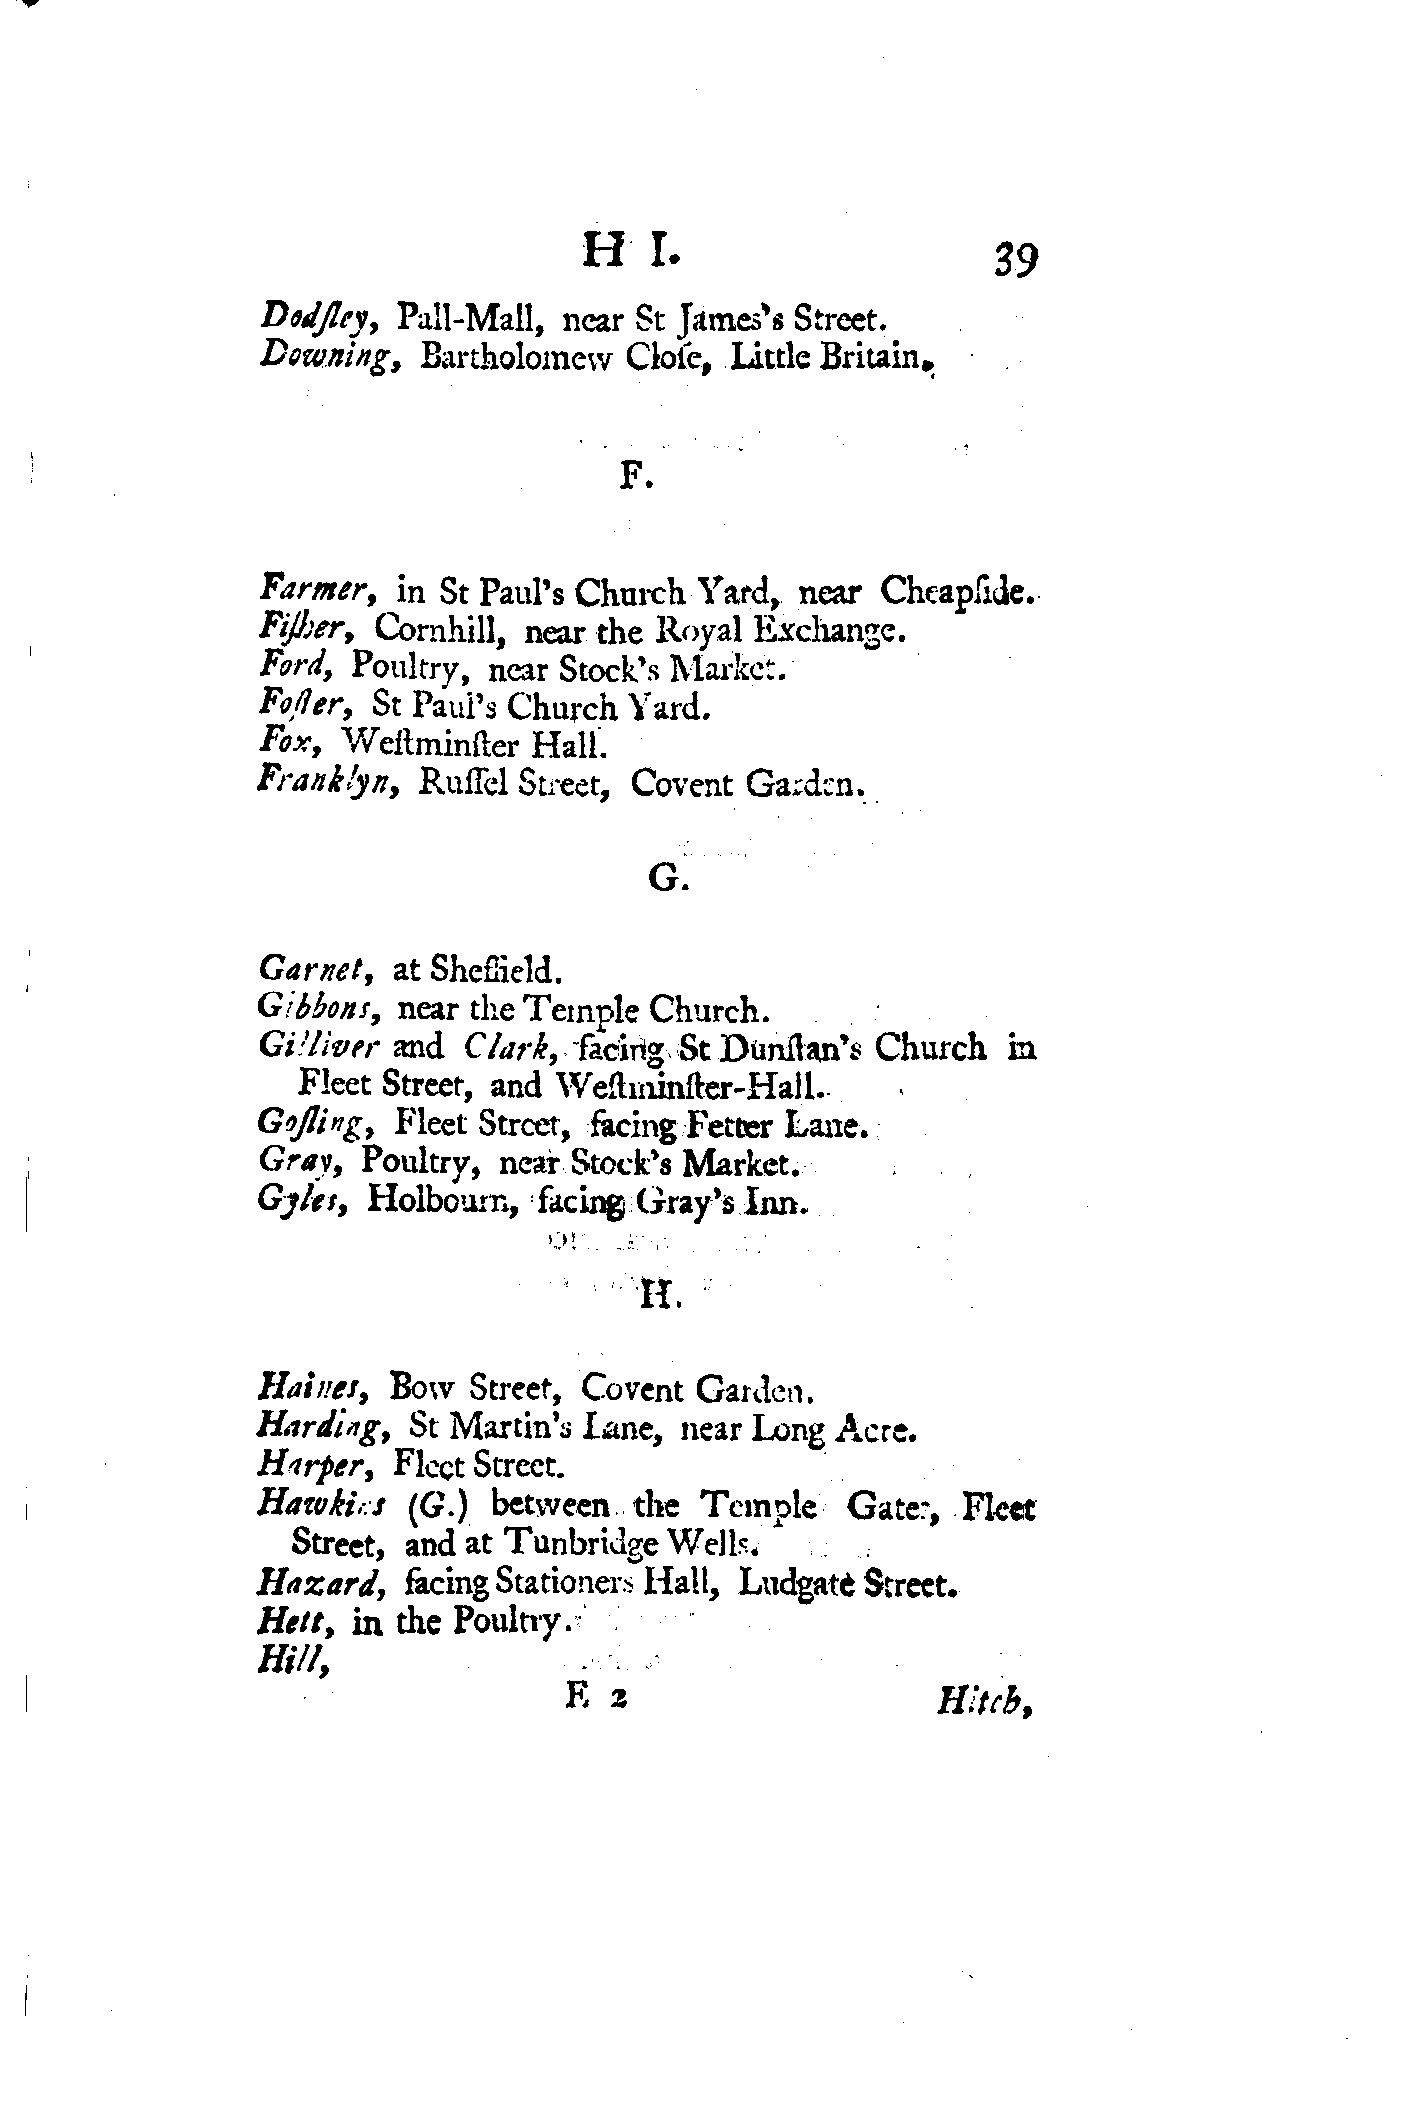 H I. 39
Dodſley, Pall-Mall, near St James's Street.
Downing, Bartholomew Cloſe, Little Britain.
F.
Farmer, in St Paul's Church Yard, near Cheapſide.
Fiſher, Cornhill, near the Royal Exchange.
Ford, Poultry, near Stock's Market.
Foſter, St Paul's Church Yard.
Fox, Weſtminſter Hall.
Franklyn, Ruſſel Street, Covent Garden.
G.
Garnet, at Sheffield.
Gibbons, near the Temple Church.
Gilliver and Clark, facing St Dunſtan's Church in
Fleet Street, and Weſtminſter-Hall.
Goſling, Fleet Street, facing Fetter Lane.
Gray, Poultry, near Stock's Market.
Gyles, Holbourn, facing Gray's Inn.
H.
Haines, Bow Street, Covent Garden.
Harding, St Martin's Lane, near Long Acre.
Harper, Fleet Street.
Hawkins (G.) between the Temple Gates, Fleet
Street, and at Tunbridge Wells.
Hazard, facing Stationers Hall, Ludgate Street.
Hett, in the Poultry.
Hill,
E 2 Hitch,